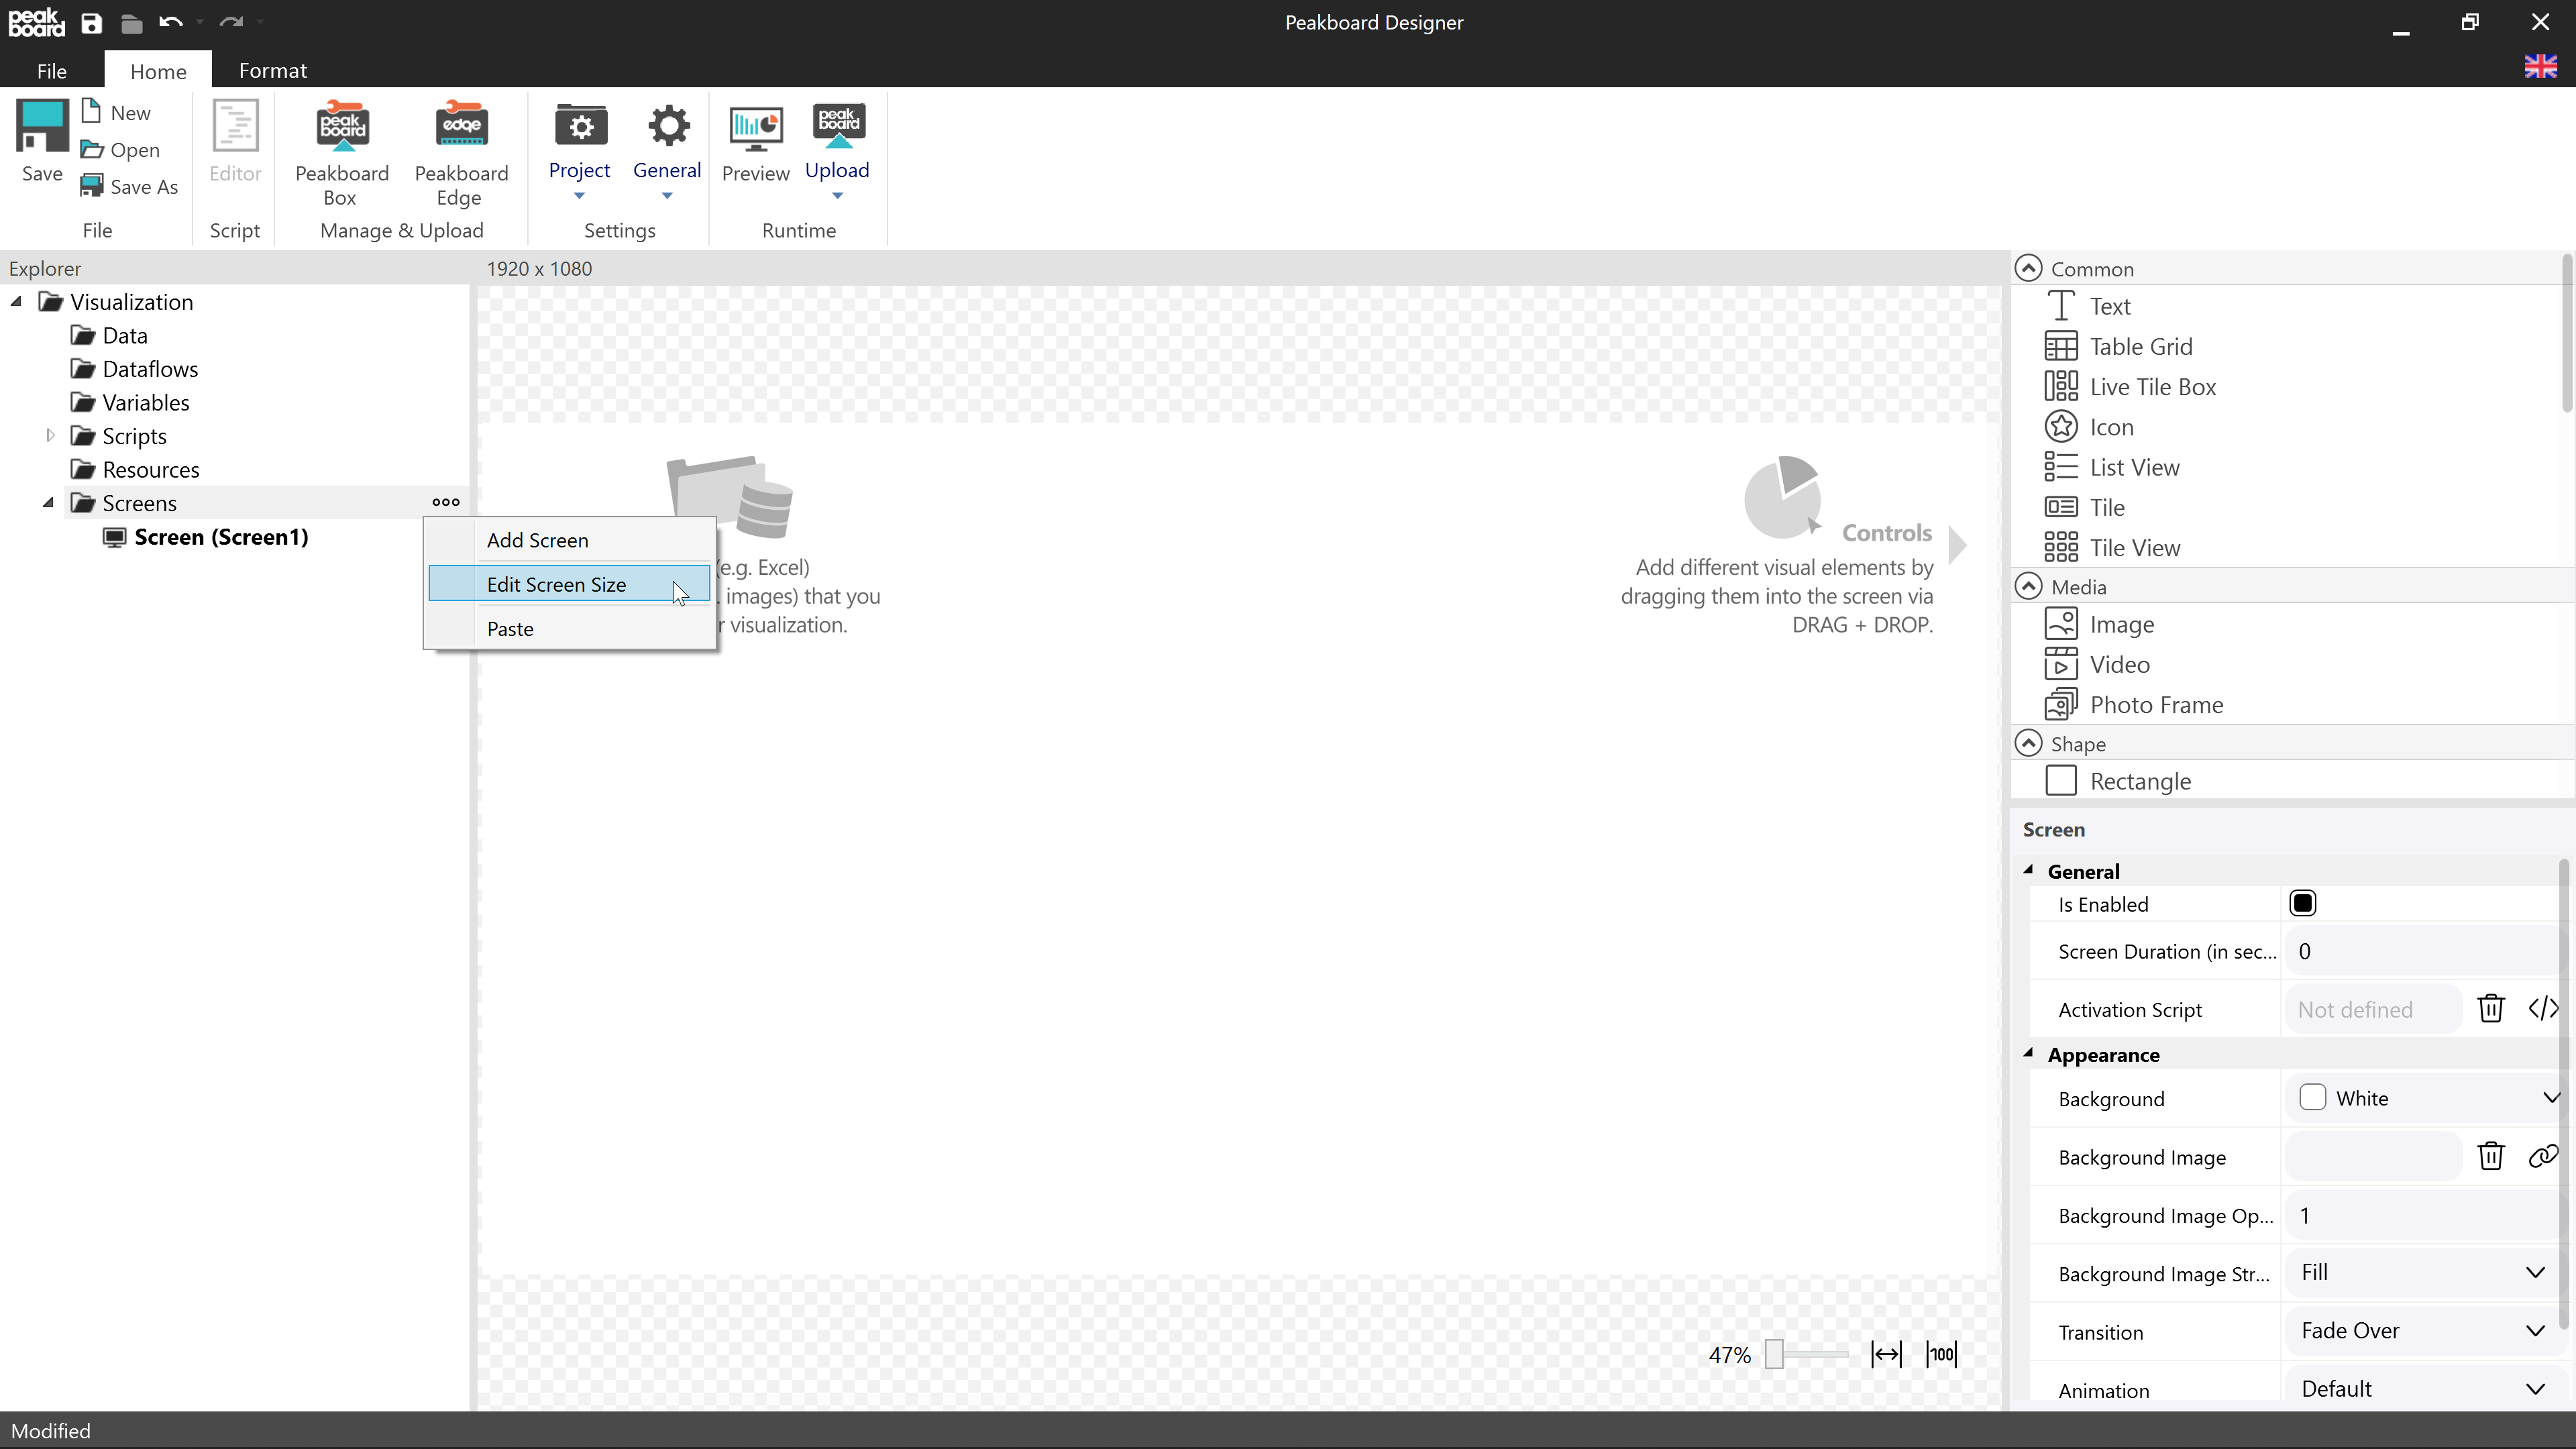 peak board
Peakboard Designer
File Home Format
Save
New
Open
Save As
File
Editor
Script
peak board
Peakboard Box
edge
Peakboard Edge
Manage & Upload
Project
General
Settings
Preview
peak board
Upload
Runtime
Explorer
Visualization
Data
Dataflows
Variables
Scripts
Resources
Screens
Screen (Screen1)
1920 x 1080
Add Screen
Edit Screen Size
Paste
(e.g. Excel)
. images) that you
r visualization.
Controls
Add different visual elements by
dragging them into the screen via
DRAG + DROP.
47%
100
Common
Text
Table Grid
Live Tile Box
Icon
List View
Tile
Tile View
Media
Image
Video
Photo Frame
Shape
Rectangle
Screen
General
Is Enabled
Screen Duration (in sec... 0
Activation Script Not defined
Appearance
Background White
Background Image
Background Image Op... 1
Background Image Str... Fill
Transition Fade Over
Animation Default
Modified